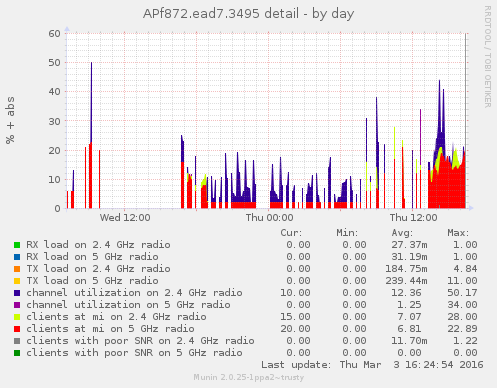 APf872.ead7.3495 detail - by day
RRDTOOL / TOBI OETIKER
% + abs
60
50
40
30
20
10
0
Wed 12:00 Thu 00:00 Thu 12:00
Cur: Min: Avg: Max:
RX load on 2.4 GHz radio 0.00 0.00 27.37m 1.00
RX load on 5 GHz radio 0.00 0.00 31.19m 1.00
TX load on 2.4 GHz radio 0.00 0.00 184.75m 4.84
TX load on 5 GHz radio 0.00 0.00 239.44m 11.00
channel utilization on 2.4 GHz radio 10.00 0.00 12.36 50.17
channel utilization on 5 GHz radio 0.00 0.00 1.25 34.00
clients at mi on 2.4 GHz radio 15.00 0.00 7.07 28.00
clients at mi on 5 GHz radio 20.00 0.00 6.81 22.89
clients with poor SNR on 2.4 GHz radio 0.00 0.00 11.70m 1.22
clients with poor SNR on 5 GHz radio 0.00 0.00 0.00 0.00
Last update: Thu Mar 3 16:24:54 2016
Munin 2.0.25-1ppa2~trusty